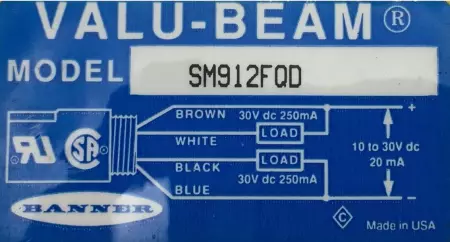 VALU-BEAM®
MODEL SM912FQD
BROWN 30V dc 250mA +
WHITE LOAD
10 to 30V dc
20 mA
BLACK LOAD
BLUE 30V dc 250mA -
BANNER
C
Made in USA